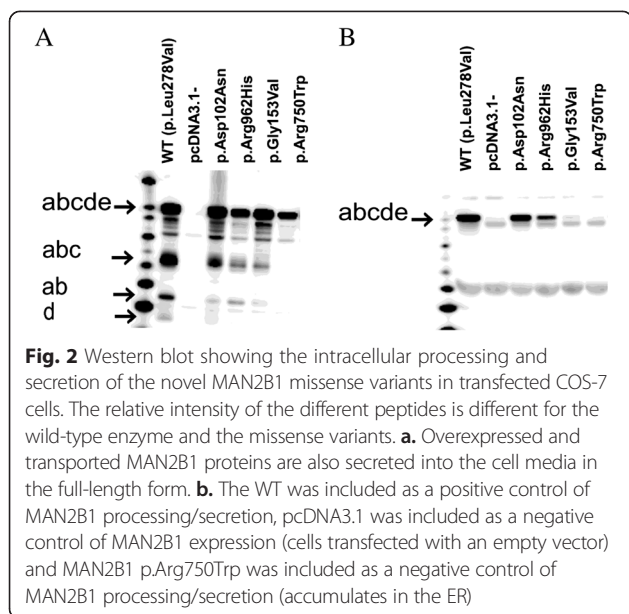 A
B
WT (p.Leu278Val)
pcDNA3.1-
p.Asp102Asn
p.Arg962His
p.Gly153Val
p.Arg750Trp
WT (p.Leu278Val)
pcDNA3.1-
p.Asp102Asn
p.Arg962His
p.Gly153Val
p.Arg750Trp
abcde
abc
ab
d
abcde
Fig. 2 Western blot showing the intracellular processing and
secretion of the novel MAN2B1 missense variants in transfected COS-7
cells. The relative intensity of the different peptides is different for the
wild-type enzyme and the missense variants. a. Overexpressed and
transported MAN2B1 proteins are also secreted into the cell media in
the full-length form. b. The WT was included as a positive control of
MAN2B1 processing/secretion, pcDNA3.1 was included as a negative
control of MAN2B1 expression (cells transfected with an empty vector)
and MAN2B1 p.Arg750Trp was included as a negative control of
MAN2B1 processing/secretion (accumulates in the ER)